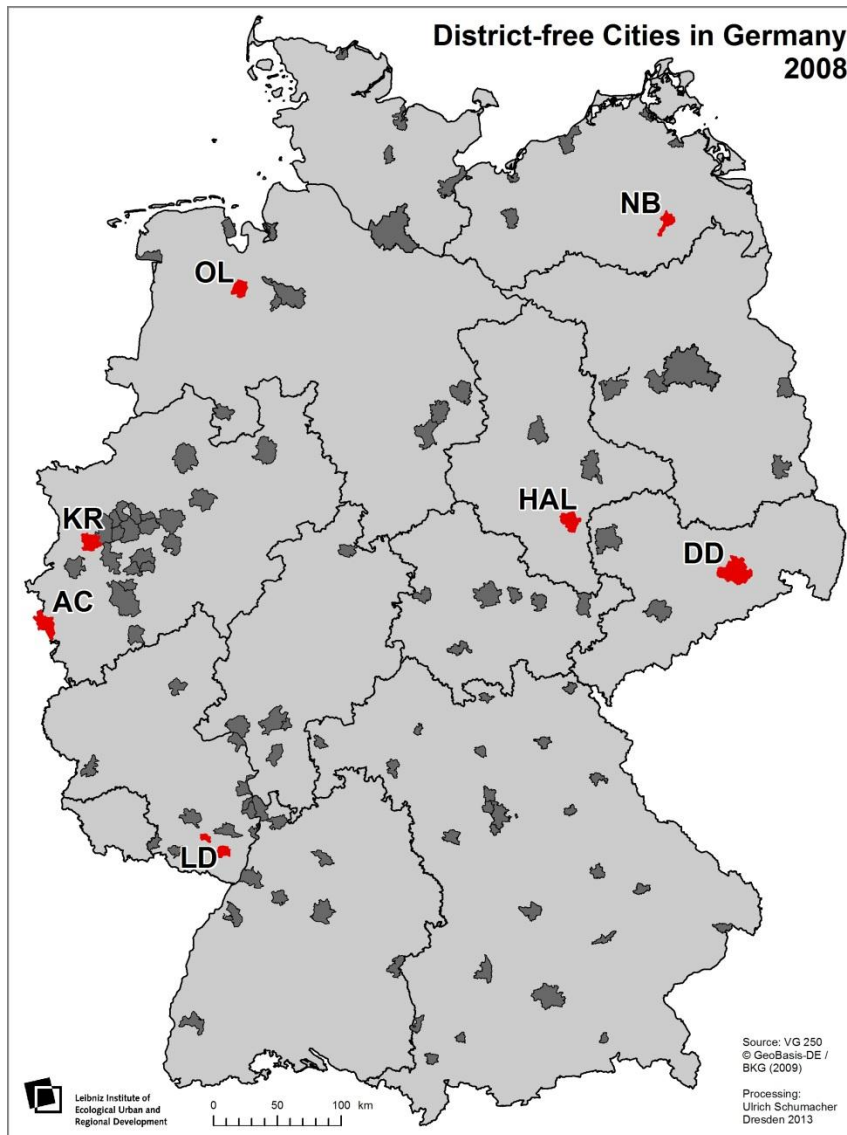 District-free Cities in Germany
2008
NB
OL
HAL
KR
DD
AC
LD
Source: VG 250
© GeoBasis-DE /
BKG (2009)
Processing:
Ulrich Schumacher
Dresden 2013
Leibniz Institute of
Ecological Urban and
Regional Development
0 50 100 km